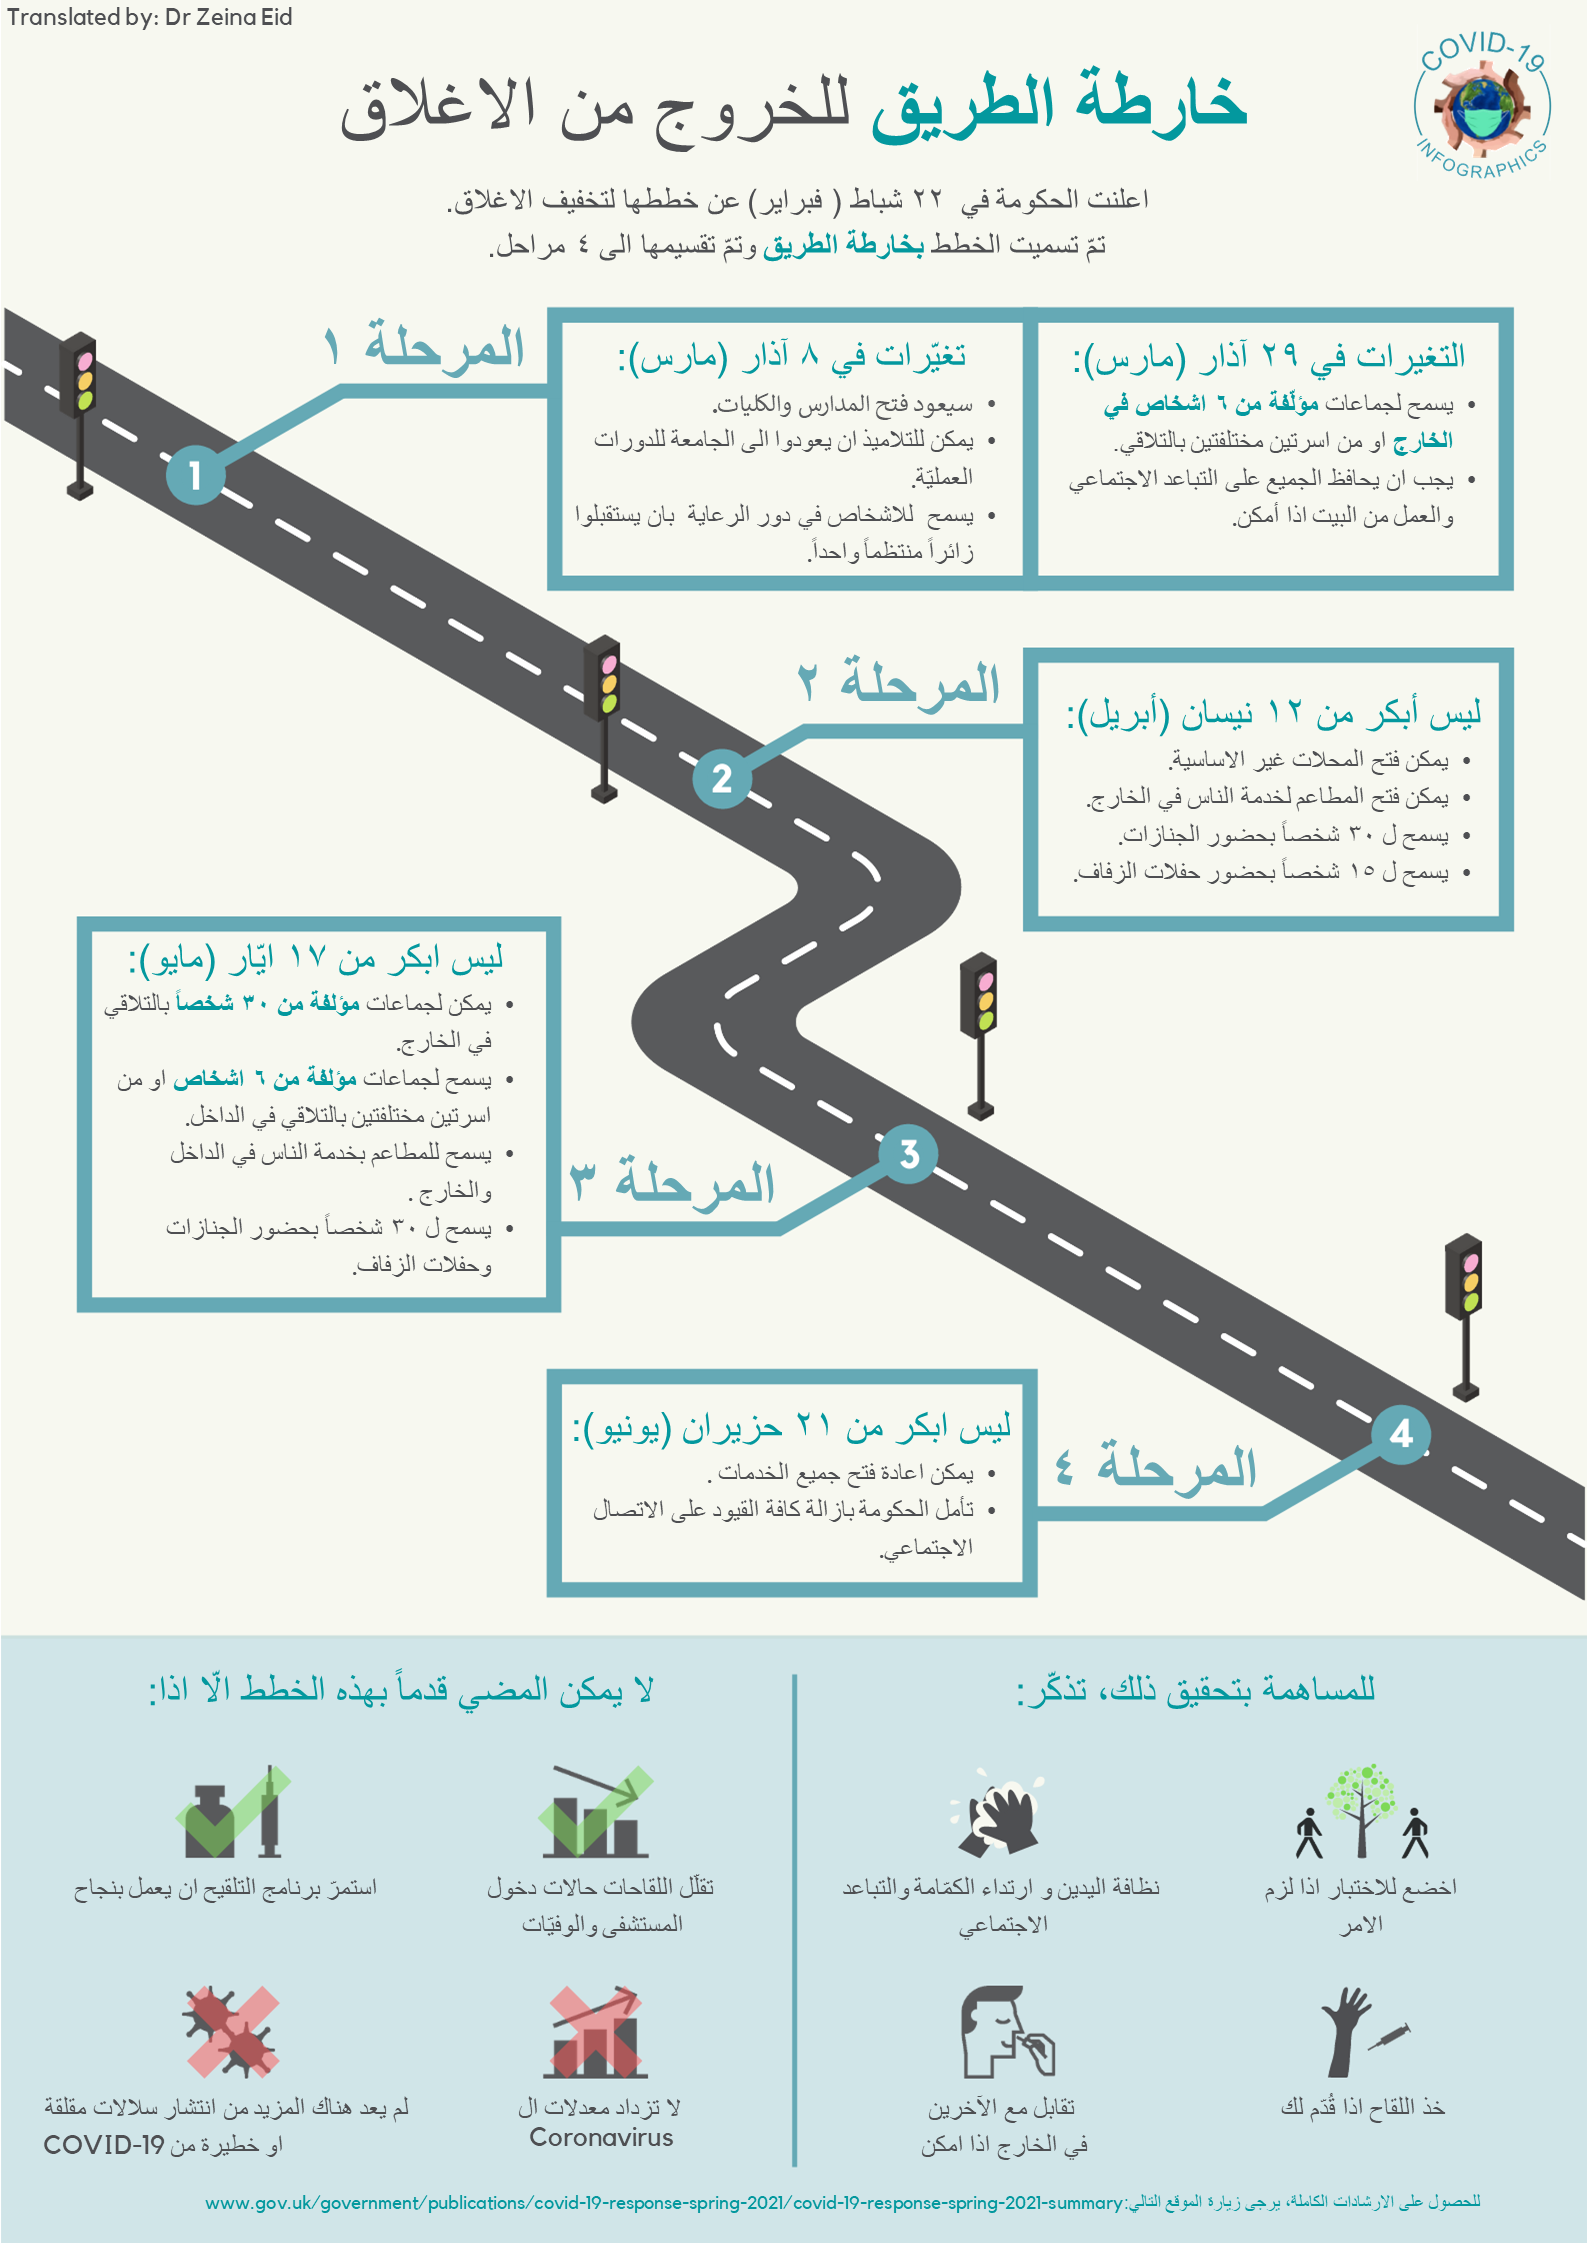 Translated by: Dr Zeina Eid
COVID-19
INFOGRAPHICS
خارطة الطريق للخروج من الاغلاق
اعلنت الحكومة في ٢٢ شباط ( فبراير) عن خططها لتخفيف الاغلاق.
تمّ تسميت الخطط بخارطة الطريق وتمّ تقسيمها الى ٤ مراحل.
المرحلة ١
1
تغيّرات في ٨ آذار (مارس):
• سيعود فتح المدارس والكليات.
• يمكن للتلاميذ ان يعودوا الى الجامعة للدورات
العمليّة.
• يسمح للاشخاص في دور الرعاية بان يستقبلوا
زائراً منتظماً واحداً.
التغيرات في ٢٩ آذار (مارس):
• يسمح لجماعات مؤلّفة من ٦ اشخاص في
الخارج او من اسرتين مختلفتين بالتلاقي.
• يجب ان يحافظ الجميع على التباعد الاجتماعي
والعمل من البيت اذا أمكن.
المرحلة ٢
2
ليس أبكر من ١٢ نيسان (أبريل):
• يمكن فتح المحلات غير الاساسية.
• يمكن فتح المطاعم لخدمة الناس في الخارج.
• يسمح ل ٣٠ شخصاً بحضور الجنازات.
• يسمح ل ١٥ شخصاً بحضور حفلات الزفاف.
المرحلة ٣
3
ليس ابكر من ١٧ ايّار (مايو):
• يمكن لجماعات مؤلفة من ٣٠ شخصاً بالتلاقي
في الخارج.
• يسمح لجماعات مؤلفة من ٦ اشخاص او من
اسرتين مختلفتين بالتلاقي في الداخل.
• يسمح للمطاعم بخدمة الناس في الداخل
والخارج .
• يسمح ل ٣٠ شخصاً بحضور الجنازات
وحفلات الزفاف.
المرحلة ٤
4
ليس ابكر من ٢١ حزيران (يونيو):
• يمكن اعادة فتح جميع الخدمات .
• تأمل الحكومة بازالة كافة القيود على الاتصال
الاجتماعي.
للمساهمة بتحقيق ذلك، تذكّر:
اخضع للاختبار اذا لزم
الامر
نظافة اليدين و ارتداء الكمّامة والتباعد
الاجتماعي
خذ اللقاح اذا قُدّم لك
تقابل مع الآخرين
في الخارج اذا امكن
لا يمكن المضي قدماً بهذه الخطط الّا اذا:
تقلّل اللقاحات حالات دخول
المستشفى والوفيّات
استمرّ برنامج التلقيح ان يعمل بنجاح
لا تزداد معدلات ال
Coronavirus
لم يعد هناك المزيد من انتشار سلالات مقلقة
او خطيرة من COVID-19
للحصول على الارشادات الكاملة، يرجى زيارة الموقع التالي:www.gov.uk/government/publications/covid-19-response-spring-2021/covid-19-response-spring-2021-summary